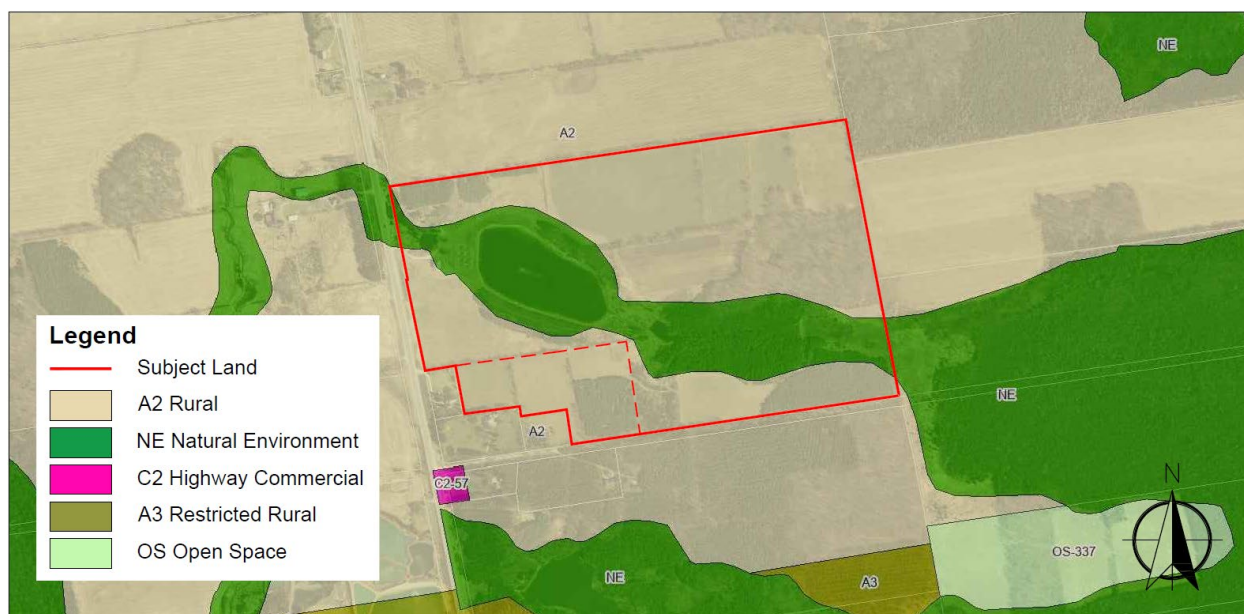 NE
A2
Legend
Subject Land
A2 Rural
NE Natural Environment
C2 Highway Commercial
A3 Restricted Rural
OS Open Space
A2
NE
C2-57
N
OS-337
NE
A3